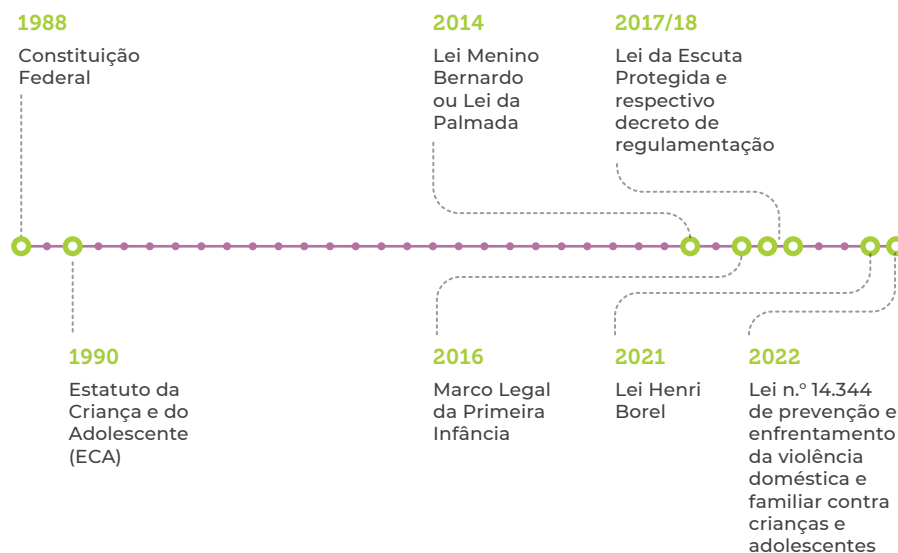 1988
Constituição
Federal
2014
Lei Menino
Bernardo
ou Lei da
Palmada
2017/18
Lei da Escuta
Protegida e
respectivo
decreto de
regulamentação
1990
Estatuto da
Criança e do
Adolescente
(ECA)
2016
Marco Legal
da Primeira
Infância
2021
Lei Henri
Borel
2022
Lei n.º 14.344
de prevenção e
enfrentamento
da violência
doméstica e
familiar contra
crianças e
adolescentes